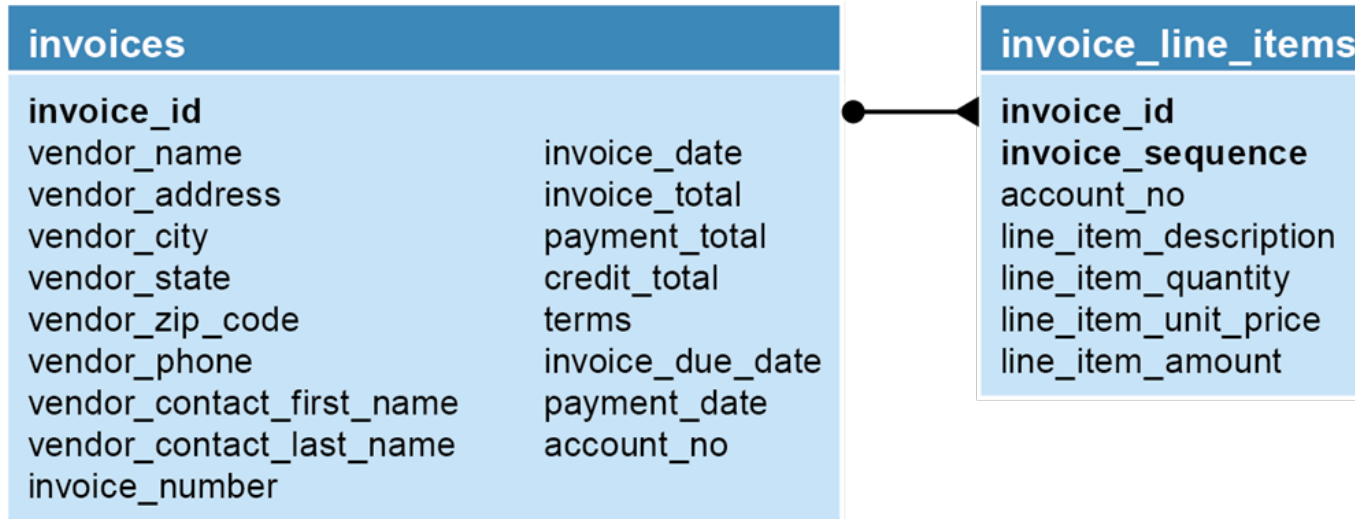 invoices
invoice_id
vendor_name
vendor_address
vendor_city
vendor_state
vendor_zip_code
vendor_phone
vendor_contact_first_name
vendor_contact_last_name
invoice_number
invoice_date
invoice_total
payment_total
credit_total
terms
invoice_due_date
payment_date
account_no
invoice_line_items
invoice_id
invoice_sequence
account_no
line_item_description
line_item_quantity
line_item_unit_price
line_item_amount